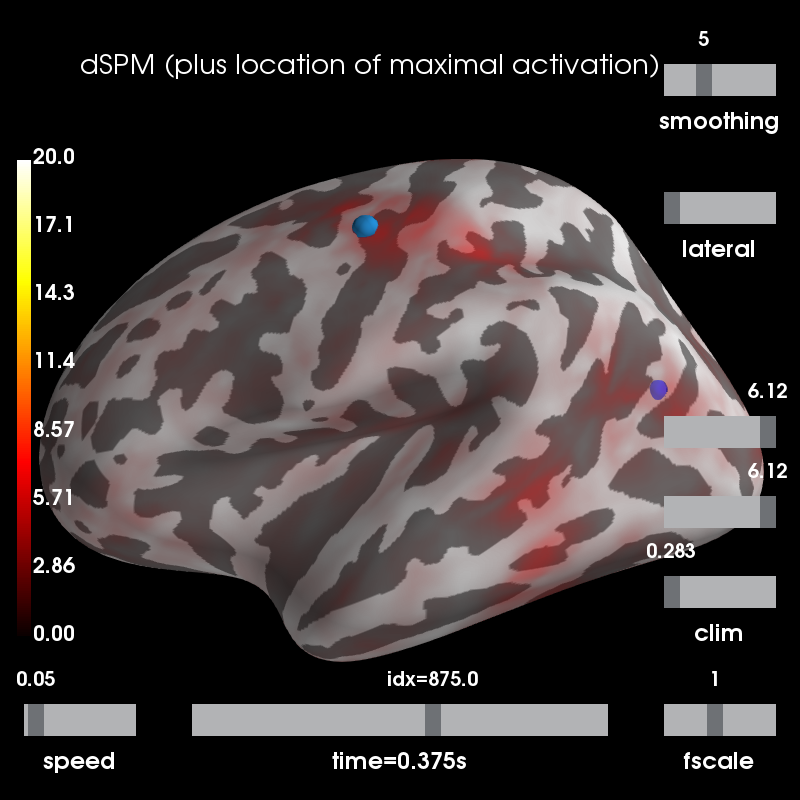 5
dSPM (plus location of maximal activation)
smoothing
20.0
17.1
lateral
14.3
11.4
6.12
8.57
6.12
5.71
0.283
2.86
0.00
clim
0.05
idx=875.0
1
speed
time=0.375s
fscale